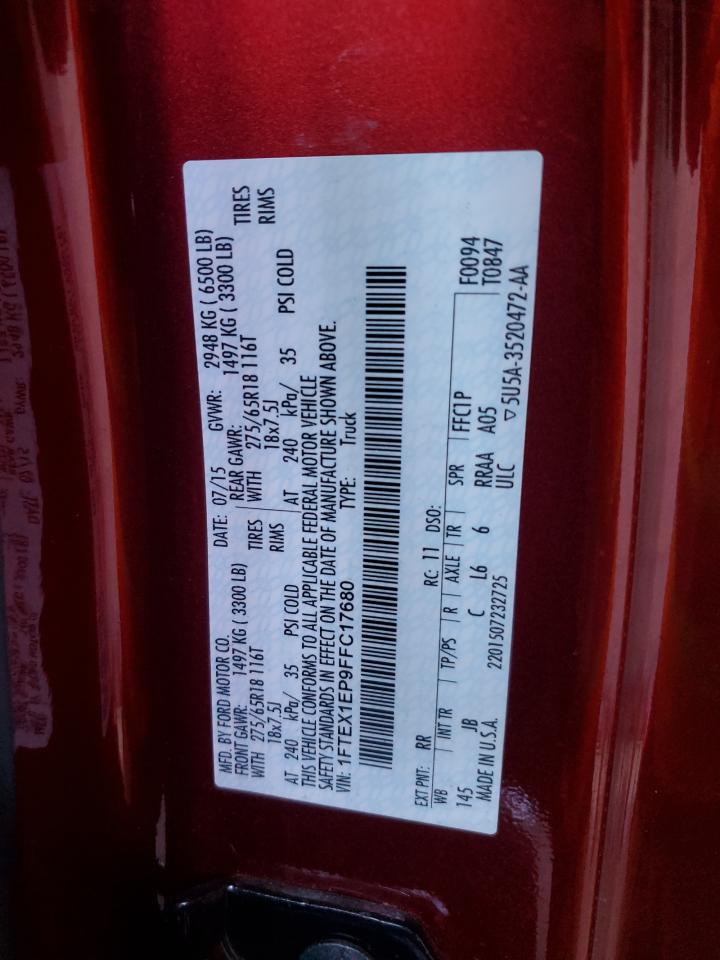 MFD. BY FORD MOTOR CO. DATE: 07/15 GVWR: 2948 KG ( 6500 LB)
FRONT GAWR: 1497 KG ( 3300 LB) REAR GAWR: 1497 KG ( 3300 LB)
WITH 275/65R18 116T TIRES WITH 275/65R18 116T TIRES
18x7.5J RIMS 18x7.5J RIMS
AT 240 kPa/ 35 PSI COLD AT 240 kPa/ 35 PSI COLD
THIS VEHICLE CONFORMS TO ALL APPLICABLE FEDERAL MOTOR VEHICLE
SAFETY STANDARDS IN EFFECT ON THE DATE OF MANUFACTURE SHOWN ABOVE.
VIN: 1FTEX1EP9FFC17680 TYPE: Truck
EXT PNT: RR RC: 11 DSO:
WB INT TR TP/PS R AXLE TR SPR FFC1P F0094
145 JB C L6 6 RRAA A05 T0847
MADE IN U.S.A. 2201507232725 ULC ▽5U5A-3520472-AA